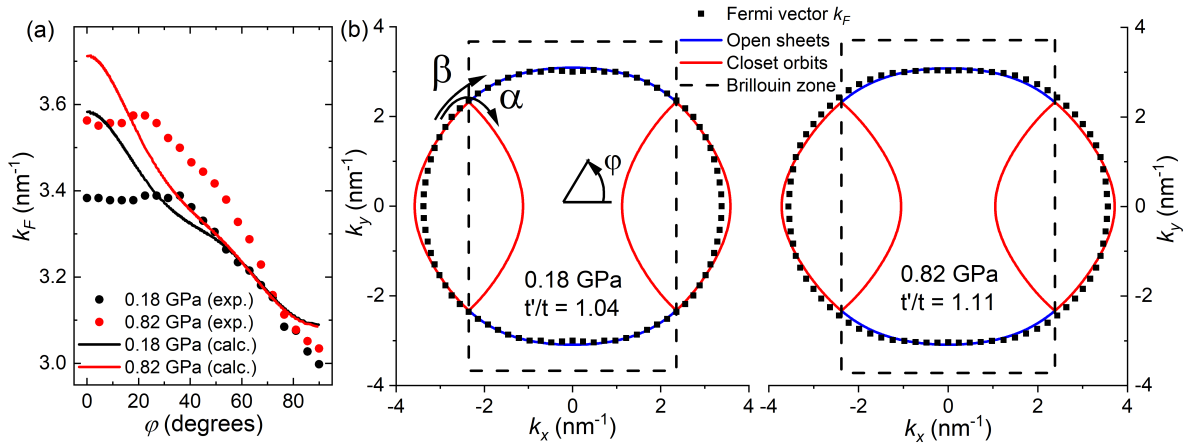 (a)
3.8
3.6
3.4
3.2
3.0
k_F (nm⁻¹)
0 20 40 60 80
φ (degrees)
0.18 GPa (exp.)
0.82 GPa (exp.)
0.18 GPa (calc.)
0.82 GPa (calc.)
(b)
4
2
0
-2
-4
k_y (nm⁻¹)
β
α
φ
0.18 GPa
t'/t = 1.04
-4 -2 0 2 4
k_x (nm⁻¹)
Fermi vector k_F
Open sheets
Closet orbits
Brillouin zone
0.82 GPa
t'/t = 1.11
-4 -2 0 2 4
k_x (nm⁻¹)
4
2
0
-2
-4
k_y (nm⁻¹)